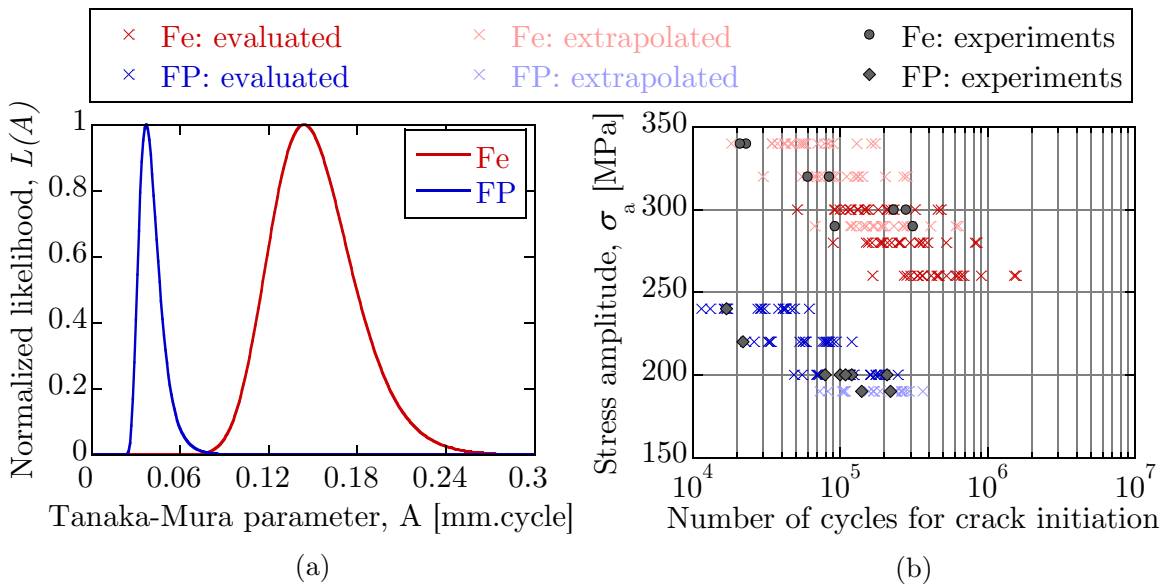 Fe: evaluated
Fe: extrapolated
Fe: experiments
FP: evaluated
FP: extrapolated
FP: experiments
Normalized likelihood, L(A)
1
0.8
0.6
0.4
0.2
0
Fe
FP
0
0.06
0.12
0.18
0.24
0.3
Tanaka-Mura parameter, A [mm.cycle]
(a)
Stress amplitude, σa [MPa]
350
300
250
200
150
10^4
10^5
10^6
10^7
Number of cycles for crack initiation
(b)